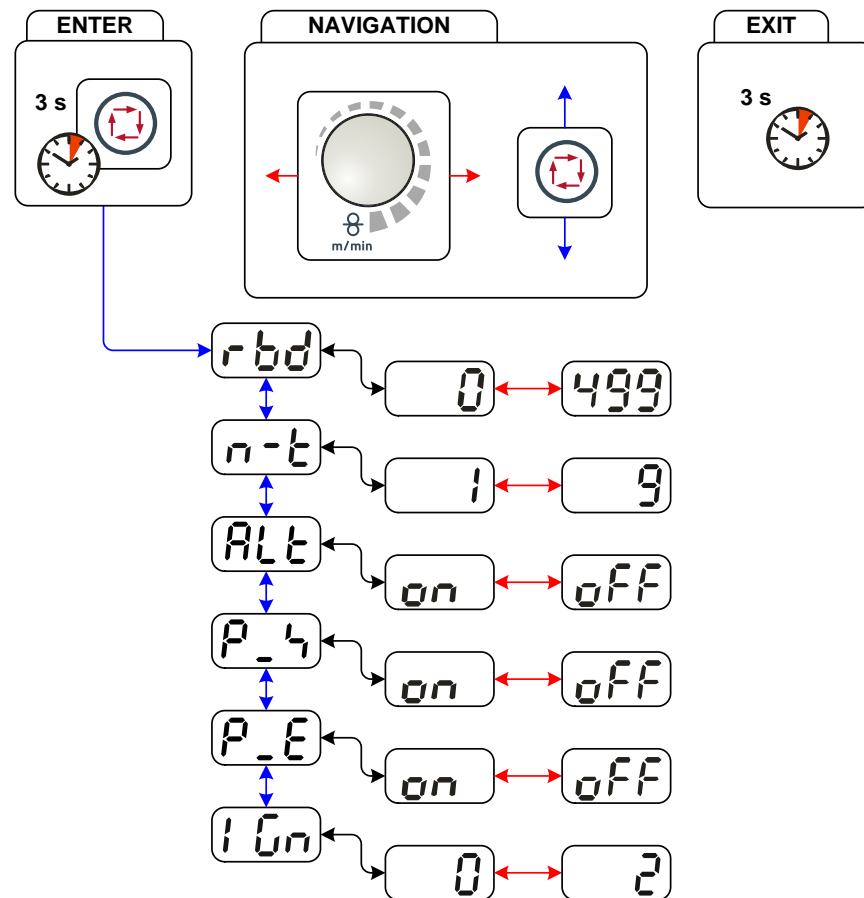 ENTER
NAVIGATION
EXIT
3 s
3 s
m/min
rbd
0
499
n-t
1
9
ALt
on
oFF
P_4
on
oFF
P_E
on
oFF
IGn
0
2